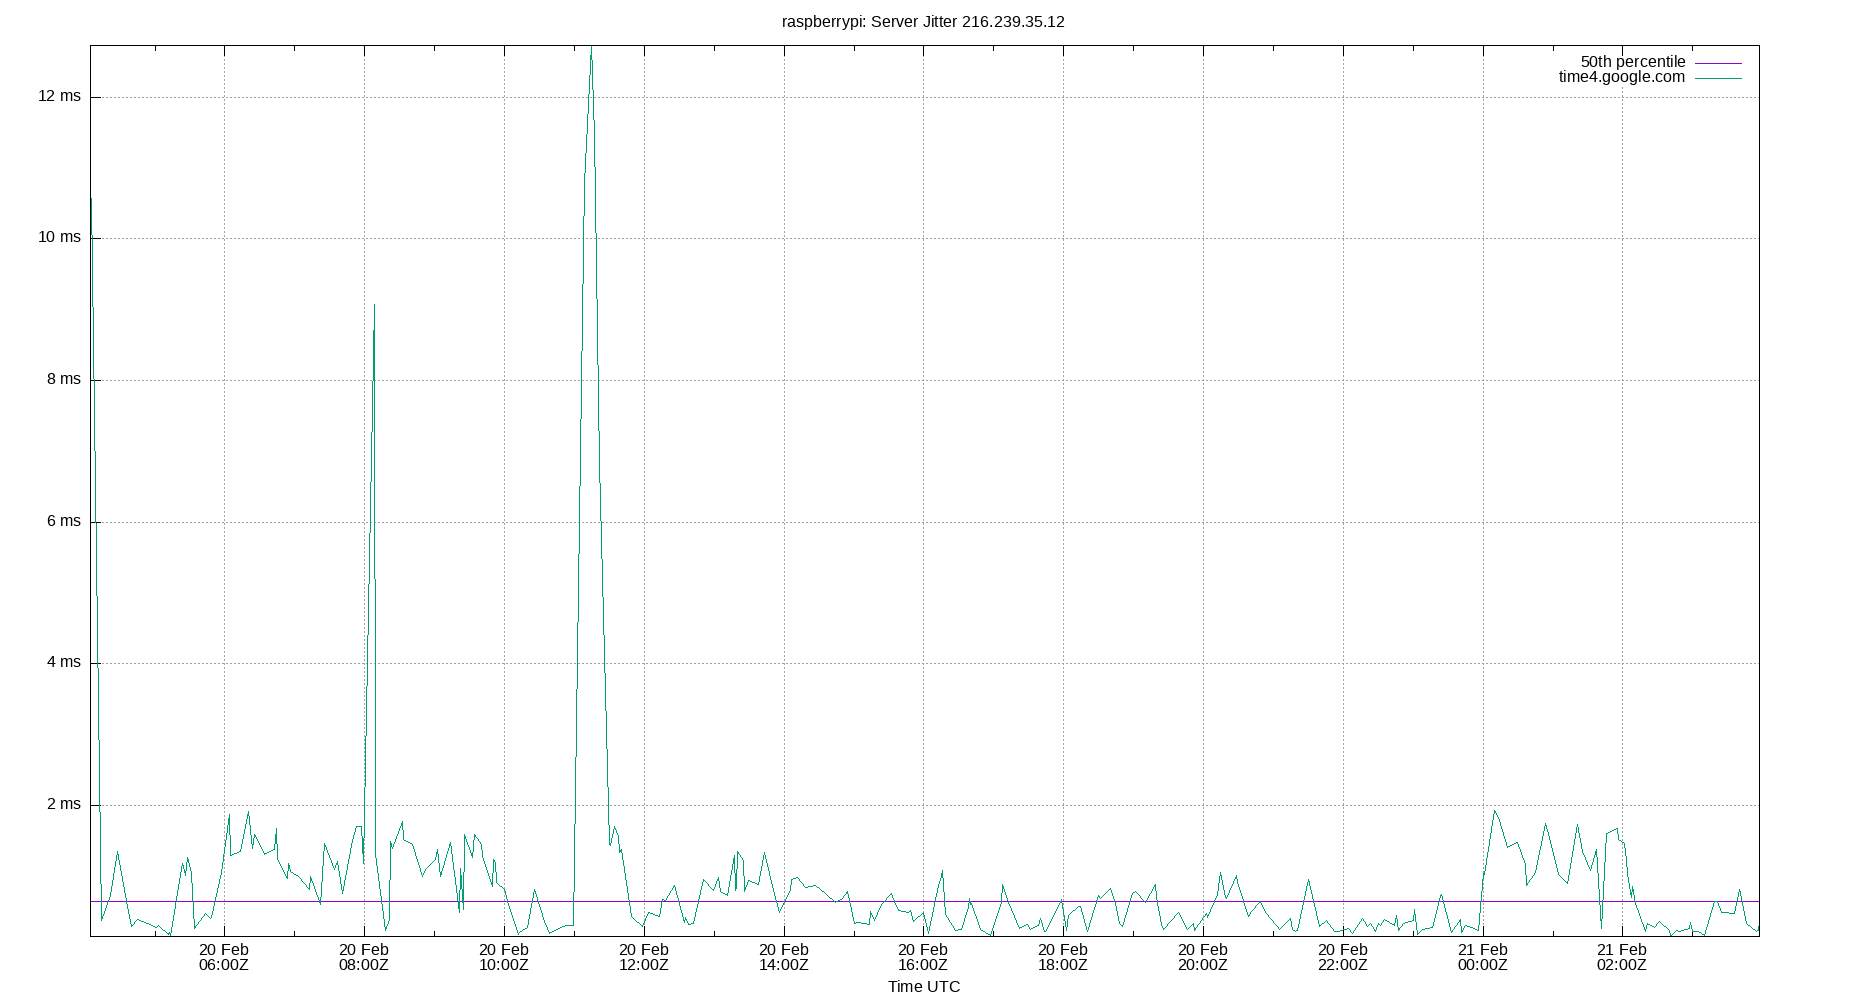 raspberrypi: Server Jitter 216.239.35.12
50th percentile
time4.google.com
12 ms
10 ms
8 ms
6 ms
4 ms
2 ms
20 Feb 20 Feb 20 Feb 20 Feb 20 Feb 20 Feb 20 Feb 20 Feb 20 Feb 21 Feb 21 Feb
06:00Z 08:00Z 10:00Z 12:00Z 14:00Z 16:00Z 18:00Z 20:00Z 22:00Z 00:00Z 02:00Z
Time UTC